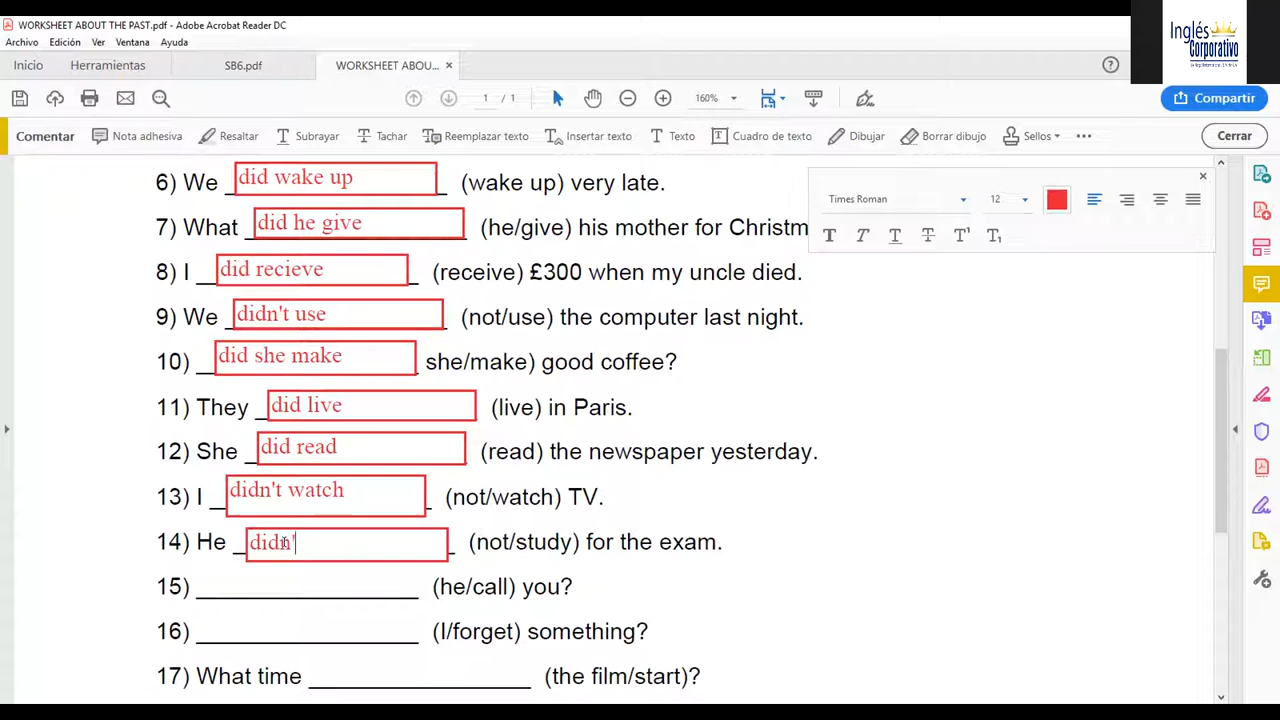 WORKSHEET ABOUT THE PAST.pdf - Adobe Acrobat Reader DC
Archivo Edición Ver Ventana Ayuda
Inglés
Corporativo
Inicio Herramientas SB6.pdf WORKSHEET ABOU... ×
1 / 1 160% Compartir
Comentar Nota adhesiva Resaltar Subrayar Tachar Reemplazar texto Insertar texto Texto Cuadro de texto Dibujar Borrar dibujo Sellos Cerrar
Times Roman 12
6) We did wake up (wake up) very late.
7) What did he give (he/give) his mother for Christm
8) I did recieve (receive) £300 when my uncle died.
9) We didn't use (not/use) the computer last night.
10) did she make she/make) good coffee?
11) They did live (live) in Paris.
12) She did read (read) the newspaper yesterday.
13) I didn't watch (not/watch) TV.
14) He didn' (not/study) for the exam.
15) ____________________ (he/call) you?
16) ____________________ (I/forget) something?
17) What time ____________________ (the film/start)?